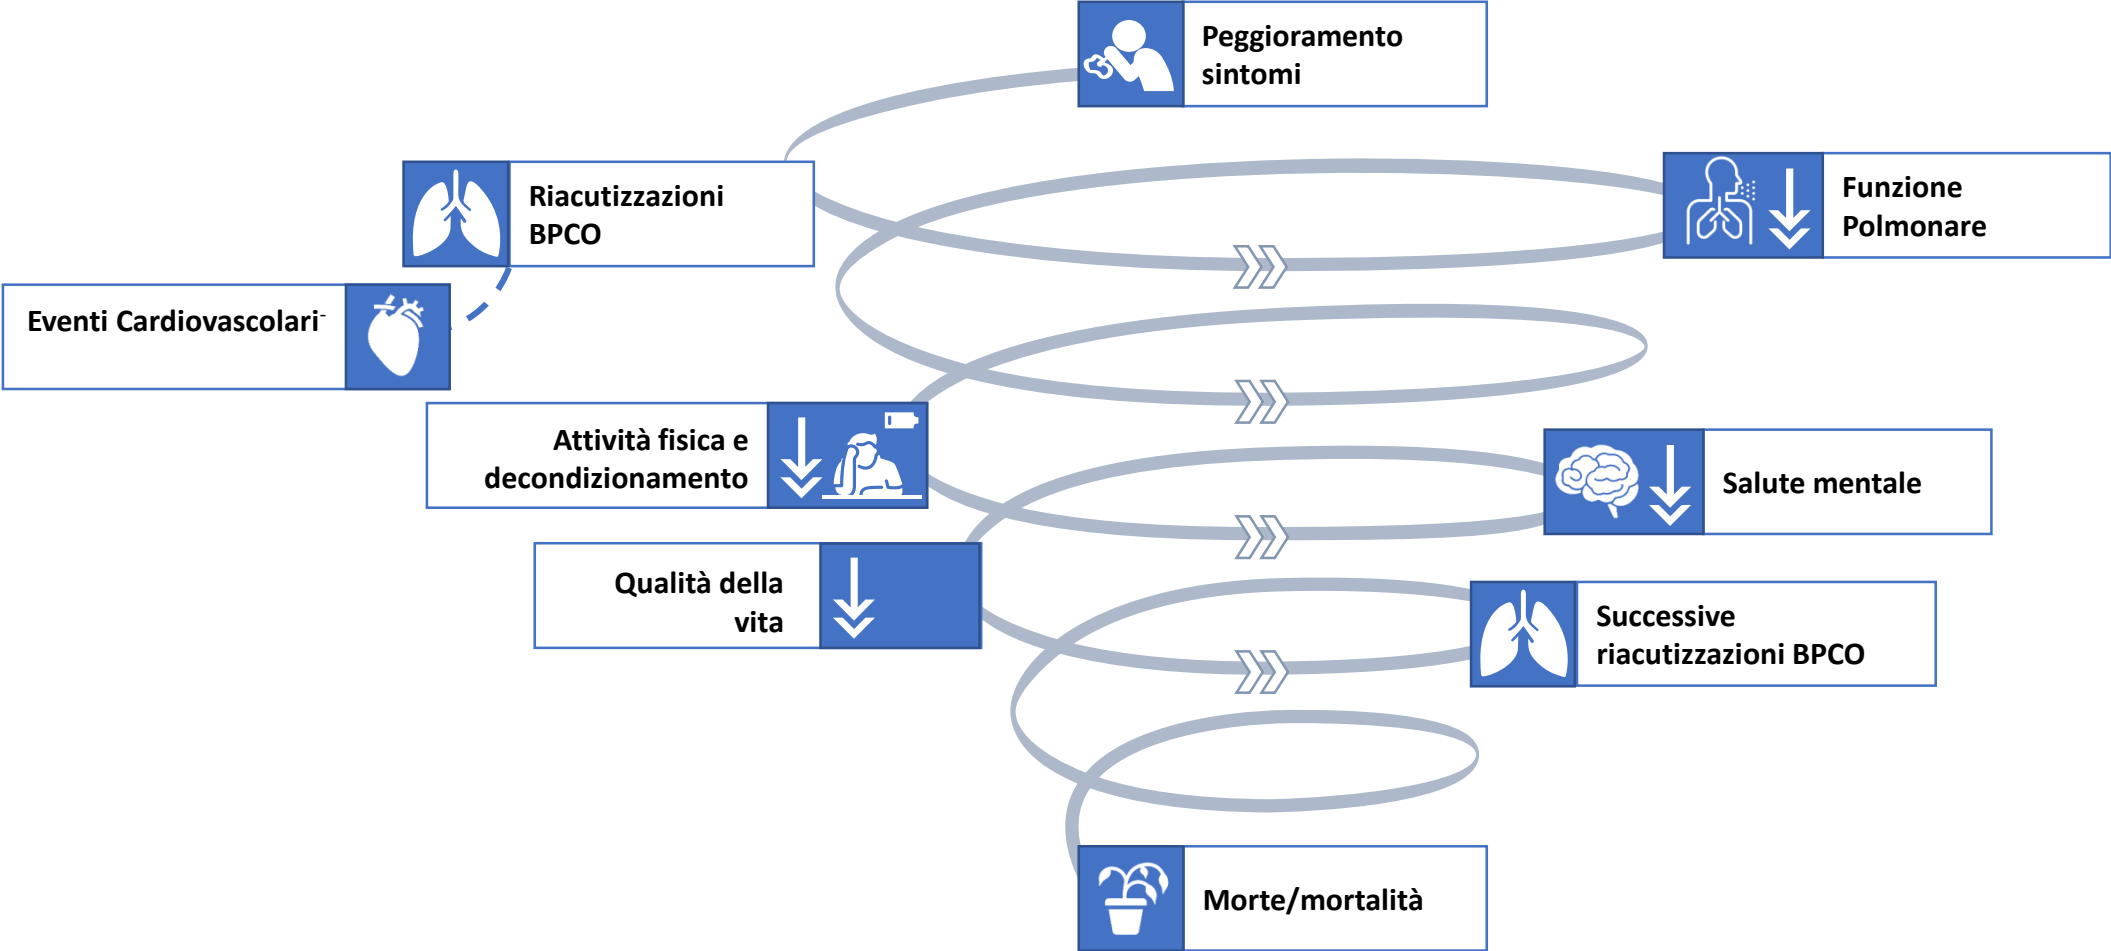 Peggioramento
sintomi
Riacutizzazioni
BPCO
Funzione
Polmonare
Eventi Cardiovascolari-
Attività fisica e
decondizionamento
Salute mentale
Qualità della
vita
Successive
riacutizzazioni BPCO
Morte/mortalità